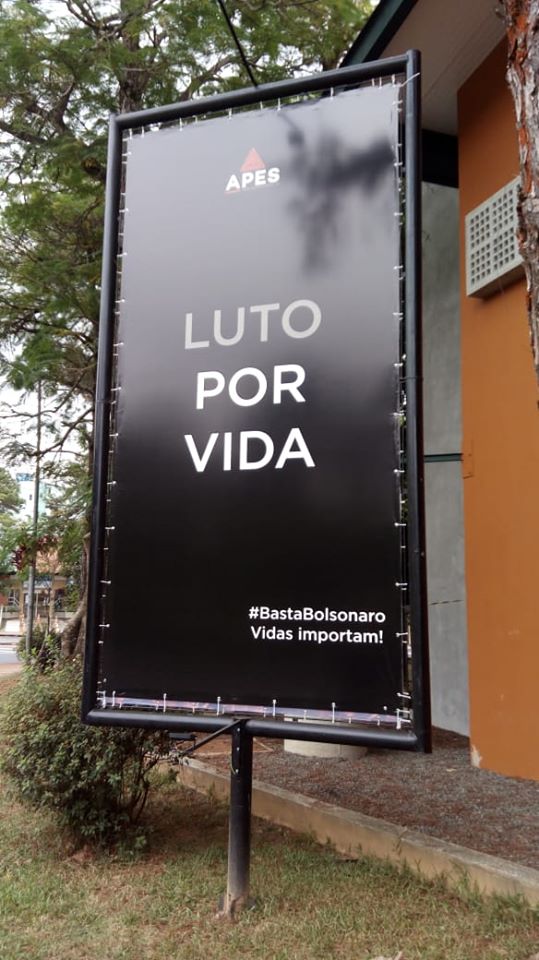 APES
LUTO
POR
VIDA
#BastaBolsonaro
Vidas importam!